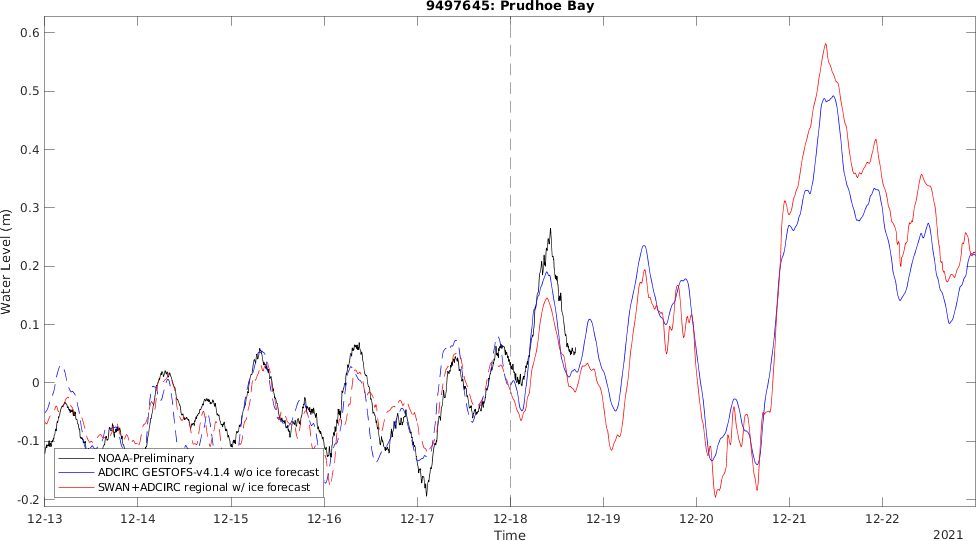 9497645: Prudhoe Bay
0.6
0.5
0.4
0.3
0.2
0.1
0
-0.1
-0.2
Water Level (m)
NOAA-Preliminary
ADCIRC GESTOFS-v4.1.4 w/o ice forecast
SWAN+ADCIRC regional w/ ice forecast
12-13 12-14 12-15 12-16 12-17 12-18 12-19 12-20 12-21 12-22
Time
2021